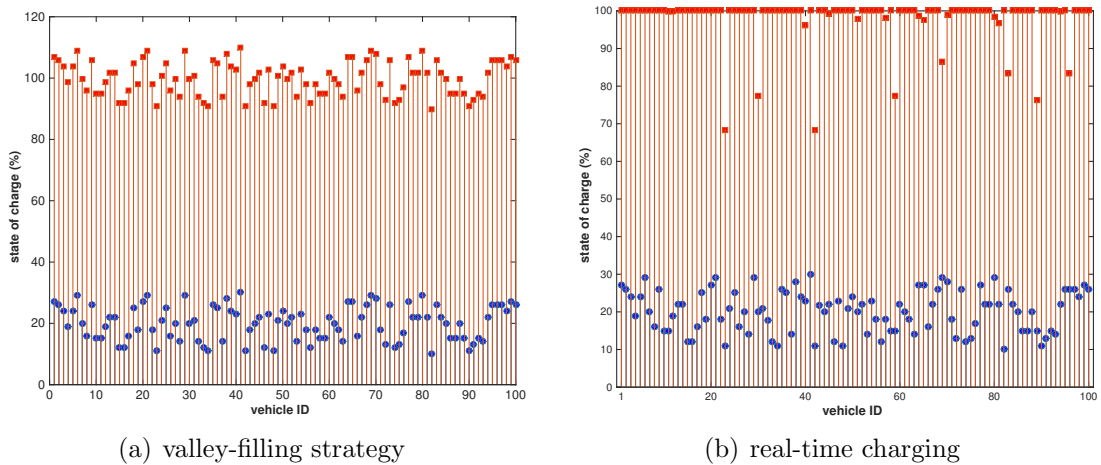 120
100
80
60
40
20
0
state of charge (%)
0 10 20 30 40 50 60 70 80 90 100
vehicle ID
(a) valley-filling strategy
100
90
80
70
60
50
40
30
20
10
0
state of charge (%)
1 20 40 60 80 100
vehicle ID
(b) real-time charging